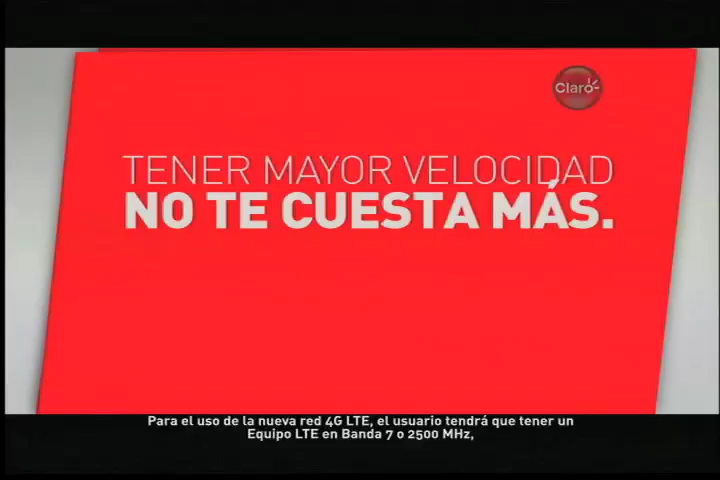 Claro
TENER MAYOR VELOCIDAD
NO TE CUESTA MÁS.
Para el uso de la nueva red 4G LTE, el usuario tendrá que tener un
Equipo LTE en Banda 7 o 2500 MHz,